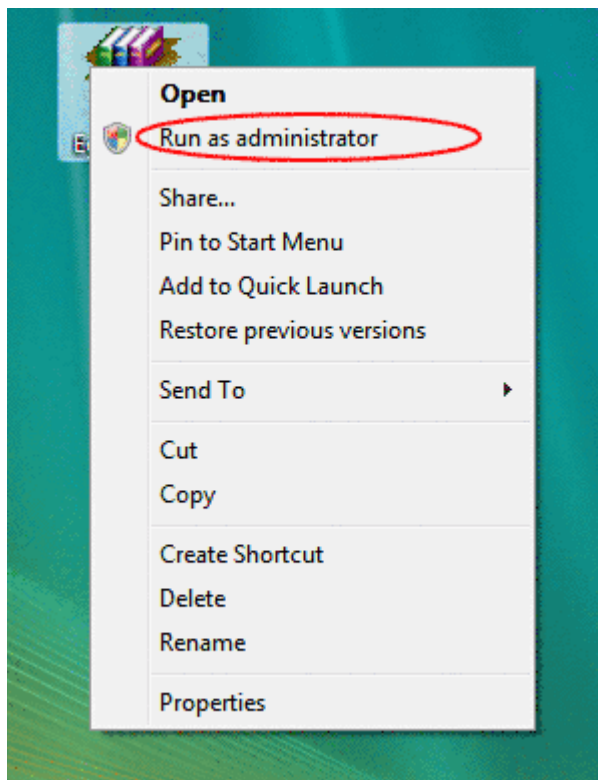 Open
Run as administrator
Share...
Pin to Start Menu
Add to Quick Launch
Restore previous versions
Send To
Cut
Copy
Create Shortcut
Delete
Rename
Properties